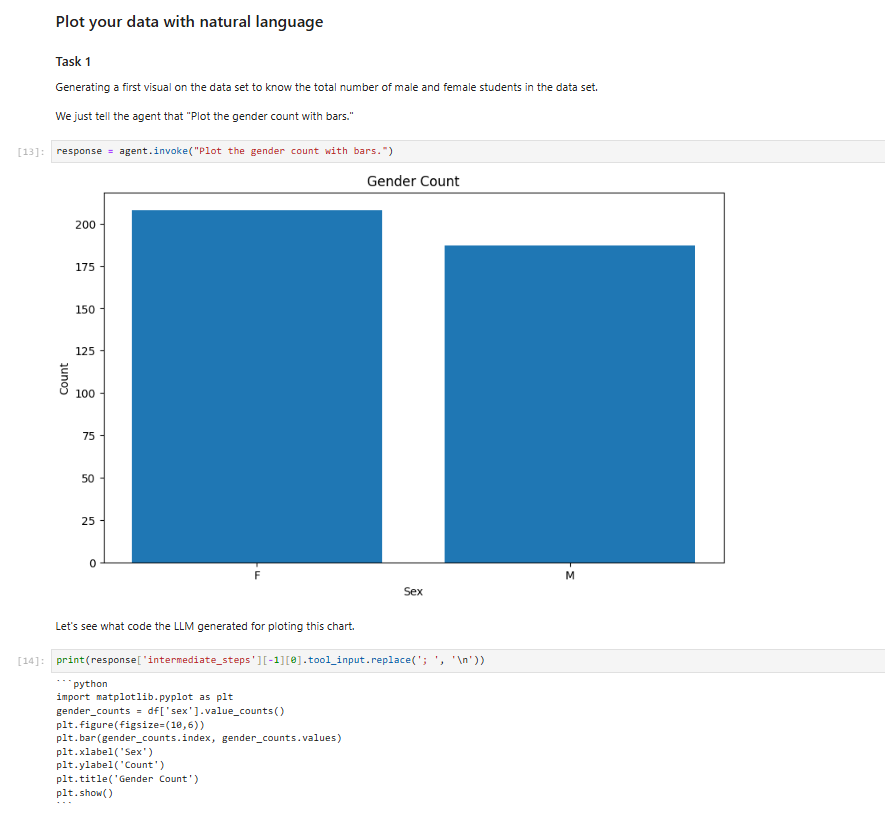 Plot your data with natural language
Task 1
Generating a first visual on the data set to know the total number of male and female students in the data set.
We just tell the agent that "Plot the gender count with bars."
[13]: response = agent.invoke("Plot the gender count with bars.")
Gender Count
200
175
150
125
100
75
50
25
0
Count
F M
Sex
Let's see what code the LLM generated for ploting this chart.
[14]: print(response['intermediate_steps'][-1][0].tool_input.replace('; ', '\n'))
```python
import matplotlib.pyplot as plt
gender_counts = df['sex'].value_counts()
plt.figure(figsize=(10,6))
plt.bar(gender_counts.index, gender_counts.values)
plt.xlabel('Sex')
plt.ylabel('Count')
plt.title('Gender Count')
plt.show()
```